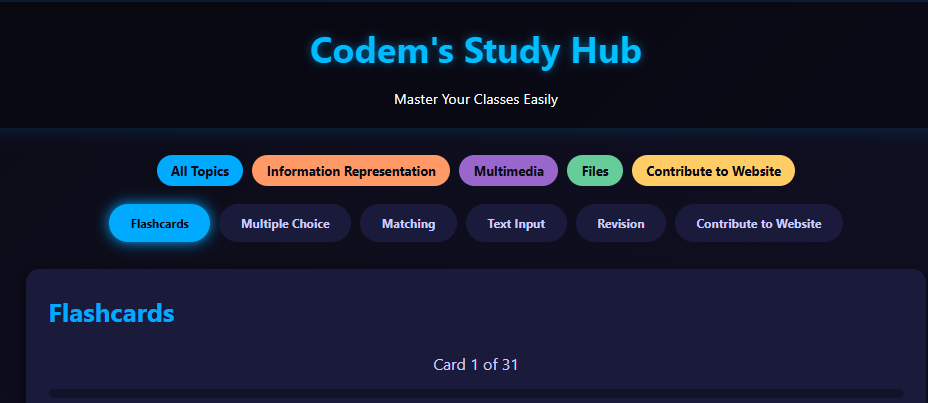 Codem's Study Hub
Master Your Classes Easily
All Topics Information Representation Multimedia Files Contribute to Website
Flashcards Multiple Choice Matching Text Input Revision Contribute to Website
Flashcards
Card 1 of 31